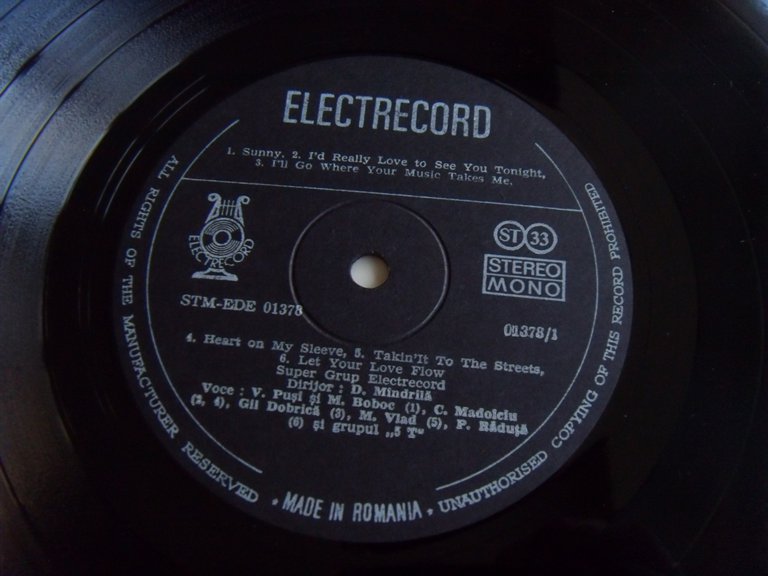 ELECTRECORD
1. Sunny, 2. I'd Really Love to See You Tonight,
3. I'll Go Where Your Music Takes Me,
ELECTRECORD
ST 33
STEREO
MONO
STM-EDE 01378
01378/1
4. Heart on My Sleeve, 5. Takin'It To The Streets,
6. Let Your Love Flow
Super Grup Electrecord
Dirijor : D. Mîndrilă
Voce : V. Puşi şi M. Boboc (1), C. Madolciu
(2, 4), Gil Dobrică (3), M. Vlad (5), P. Răduţă
(6) şi grupul „5 T"
ALL RIGHTS OF THE MANUFACTURER RESERVED • MADE IN ROMANIA • UNAUTHORISED COPYING OF THIS RECORD PROHIBITED